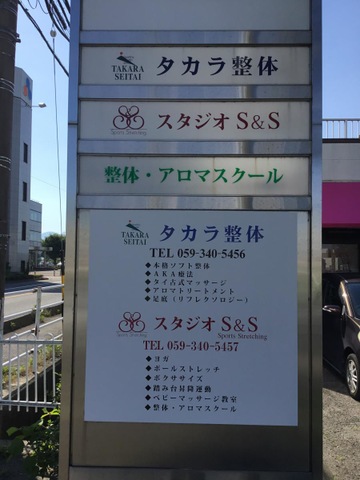 TAKARA
SEITAI
タカラ整体
Sports Stretching
スタジオ S&S
整体・アロマスクール
TAKARA
SEITAI
タカラ整体
TEL 059-340-5456
◆本格ソフト整体
◆AKA療法
◆タイ古式マッサージ
◆アロマトリートメント
◆足底（リフレクソロジー）
Sports Stretching
スタジオ S&S
Sports Stretching
TEL 059-340-5457
◆ヨガ
◆ポールストレッチ
◆ボクササイズ
◆踏み台昇降運動
◆ベビーマッサージ教室
◆整体・アロマスクール